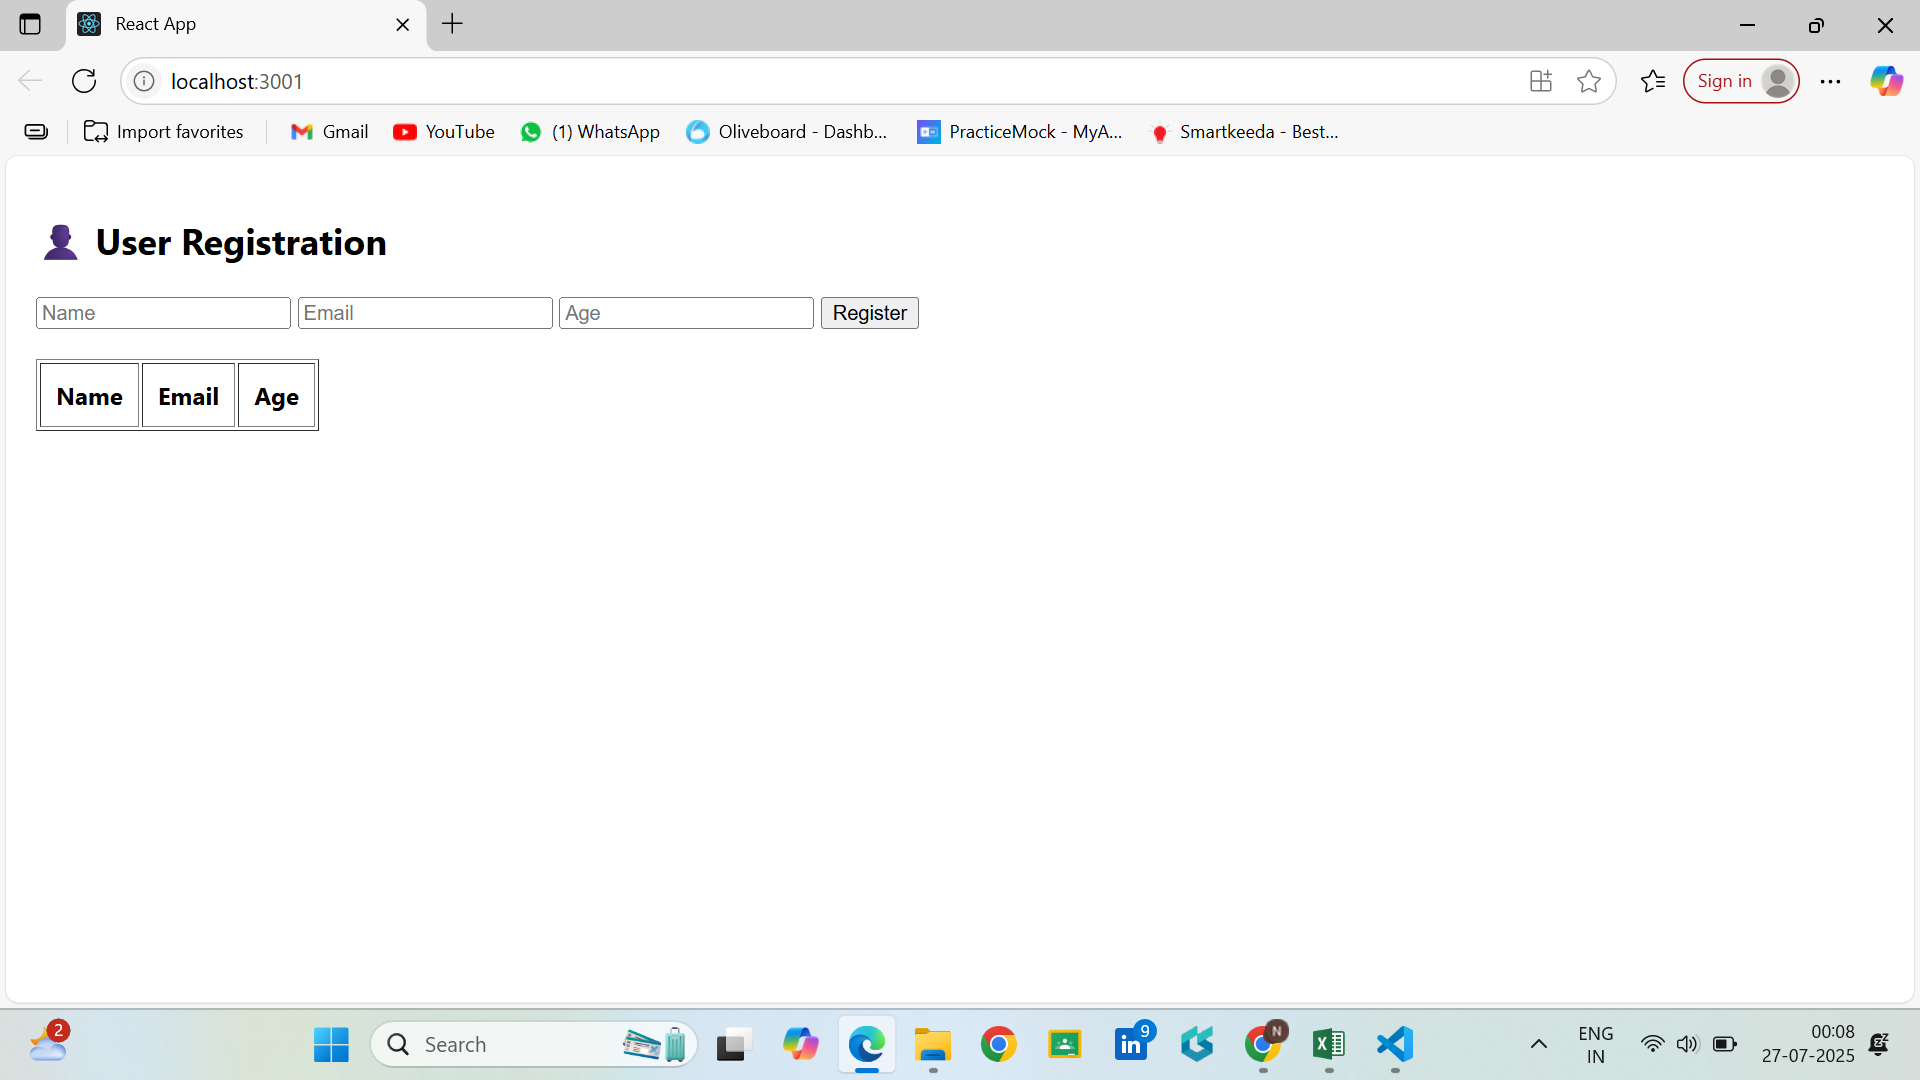 React App
localhost:3001
Sign in
Import favorites
Gmail
YouTube
(1) WhatsApp
Oliveboard - Dashb...
PracticeMock - MyA...
Smartkeeda - Best...
User Registration
Name Email Age Register
Name Email Age
2
Search
9
N
ENG
IN
00:08
27-07-2025